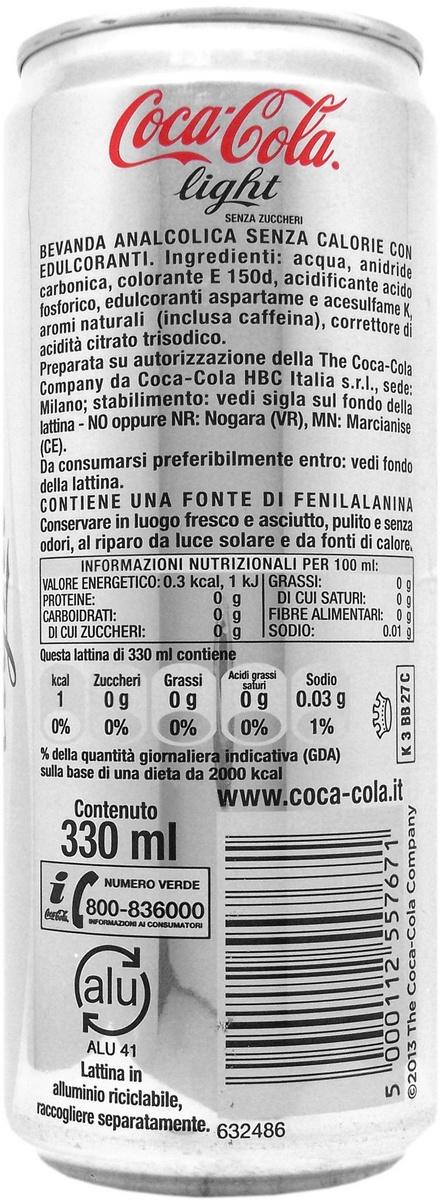 Coca-Cola.
light
SENZA ZUCCHERI
BEVANDA ANALCOLICA SENZA CALORIE CON
EDULCORANTI. Ingredienti: acqua, anidride
carbonica, colorante E 150d, acidificante acido
fosforico, edulcoranti aspartame e acesulfame K,
aromi naturali (inclusa caffeina), correttore di
acidità citrato trisodico.
Preparata su autorizzazione della The Coca-Cola
Company da Coca-Cola HBC Italia s.r.l., sede:
Milano; stabilimento: vedi sigla sul fondo della
lattina - NO oppure NR: Nogara (VR), MN: Marcianise
(CE).
Da consumarsi preferibilmente entro: vedi fondo
della lattina.
CONTIENE UNA FONTE DI FENILALANINA
Conservare in luogo fresco e asciutto, pulito e senza
odori, al riparo da luce solare e da fonti di calore.
INFORMAZIONI NUTRIZIONALI PER 100 ml:
VALORE ENERGETICO: 0.3 kcal, 1 kJ
PROTEINE: 0 g
CARBOIDRATI: 0 g
DI CUI ZUCCHERI: 0 g
GRASSI: 0 g
DI CUI SATURI: 0 g
FIBRE ALIMENTARI: 0 g
SODIO: 0.01 g
Questa lattina di 330 ml contiene
kcal Zuccheri Grassi Acidi grassi saturi Sodio
1 0 g 0 g 0 g 0.03 g
0% 0% 0% 0% 1%
K 3 BB 27 C
% della quantità giornaliera indicativa (GDA)
sulla base di una dieta da 2000 kcal
www.coca-cola.it
Contenuto
330 ml
i
Coca-Cola
NUMERO VERDE
800-836000
INFORMAZIONI AI CONSUMATORI
alu
ALU 41
Lattina in
alluminio riciclabile,
raccogliere separatamente.
632486
5 000112 557671
©2013 The Coca-Cola Company